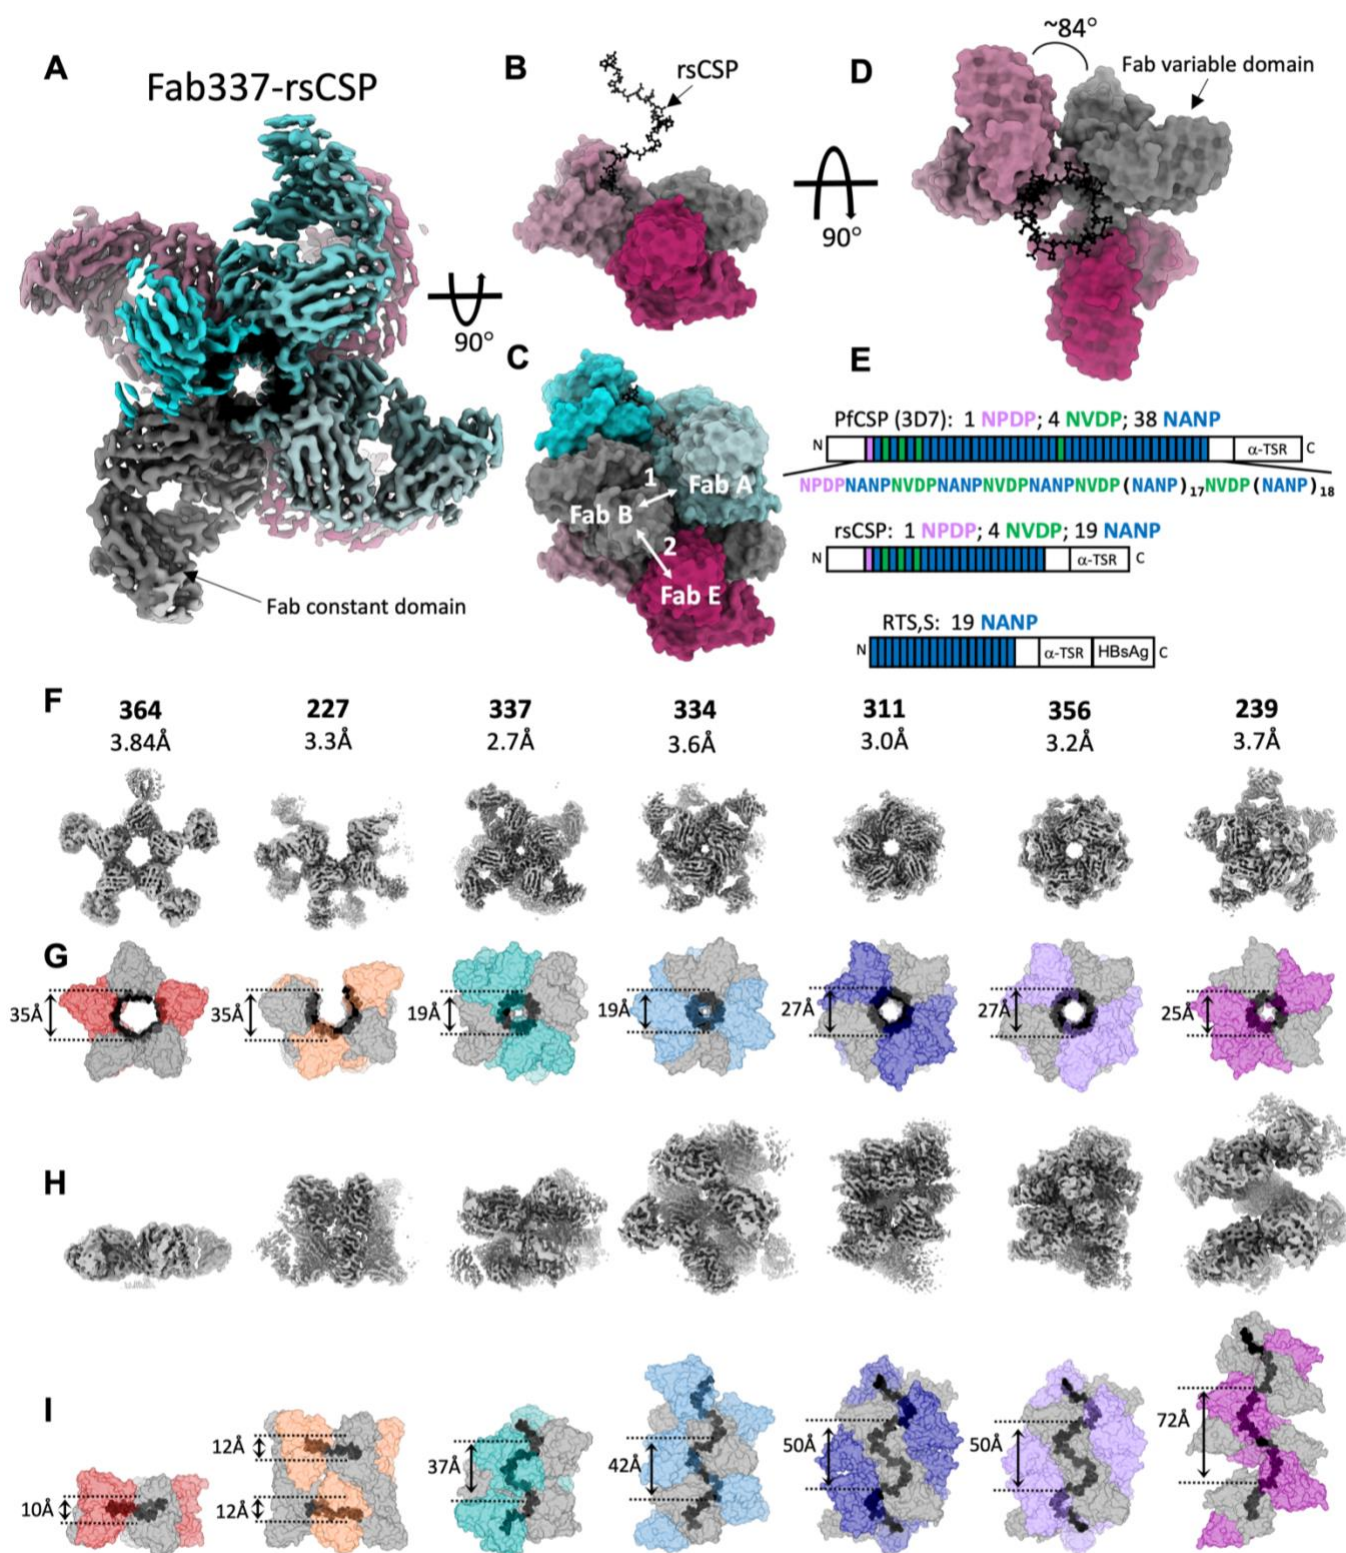 A
Fab337-rsCSP
90°
Fab constant domain
B
rsCSP
90°
C
1
Fab A
Fab B
2
Fab E
D
~84°
Fab variable domain
E
PfCSP (3D7): 1 NPDP; 4 NVDP; 38 NANP
N α-TSR C
NPDPNANPNVDPNANPNVDPNANPNVDP(NANP)17NVDP(NANP)18
rsCSP: 1 NPDP; 4 NVDP; 19 NANP
N α-TSR C
RTS,S: 19 NANP
N α-TSR HBsAg C
F
364 227 337 334 311 356 239
3.84Å 3.3Å 2.7Å 3.6Å 3.0Å 3.2Å 3.7Å
G
35Å 35Å 19Å 19Å 27Å 27Å 25Å
H
I
10Å 12Å 12Å 37Å 42Å 50Å 50Å 72Å